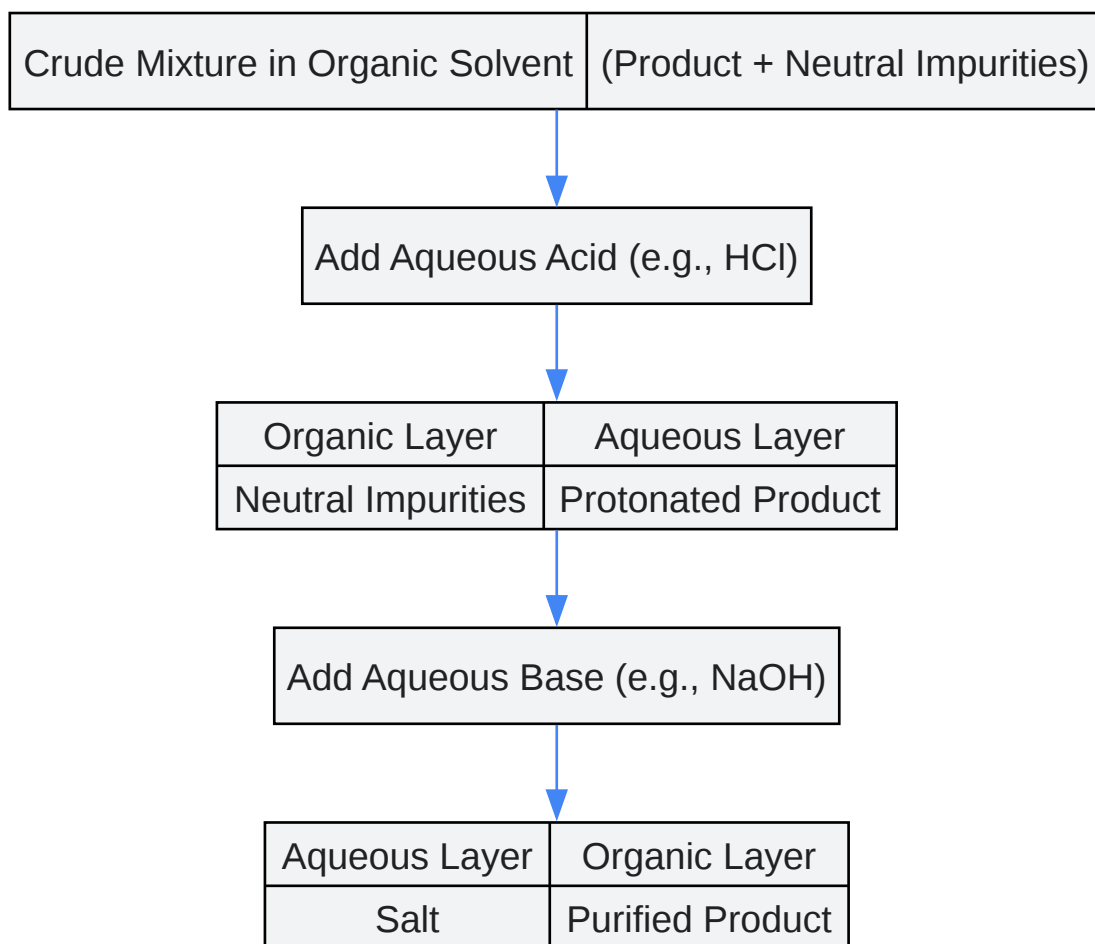 Crude Mixture in Organic Solvent (Product + Neutral Impurities)
Add Aqueous Acid (e.g., HCl)
Organic Layer Aqueous Layer
Neutral Impurities Protonated Product
Add Aqueous Base (e.g., NaOH)
Aqueous Layer Organic Layer
Salt Purified Product